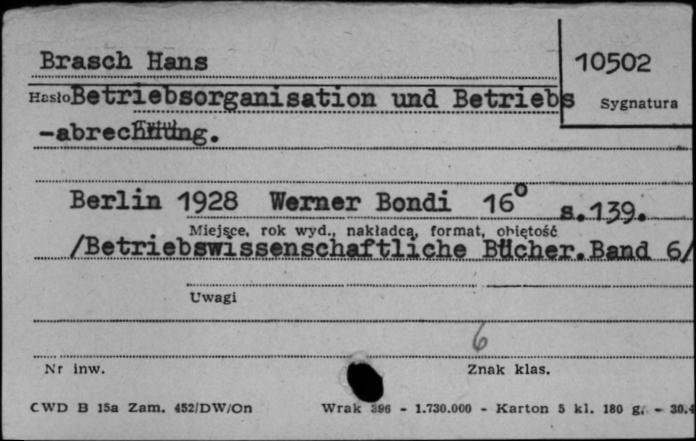 Brasch Hans
10502
Hasło Betriebsorganisation und Betriebs
Sygnatura
-abrechnung.
Berlin 1928 Werner Bondi 16° s.139.
Miejsce, rok wyd., nakładca, format, objętość
/Betriebswissenschaftliche Bücher.Band 6/
Uwagi
6
Nr inw.
Znak klas.
CWD B 15a Zam. 452/DW/On
Wrak 396 - 1.730.000 - Karton 5 kl. 180 g. - 30.4